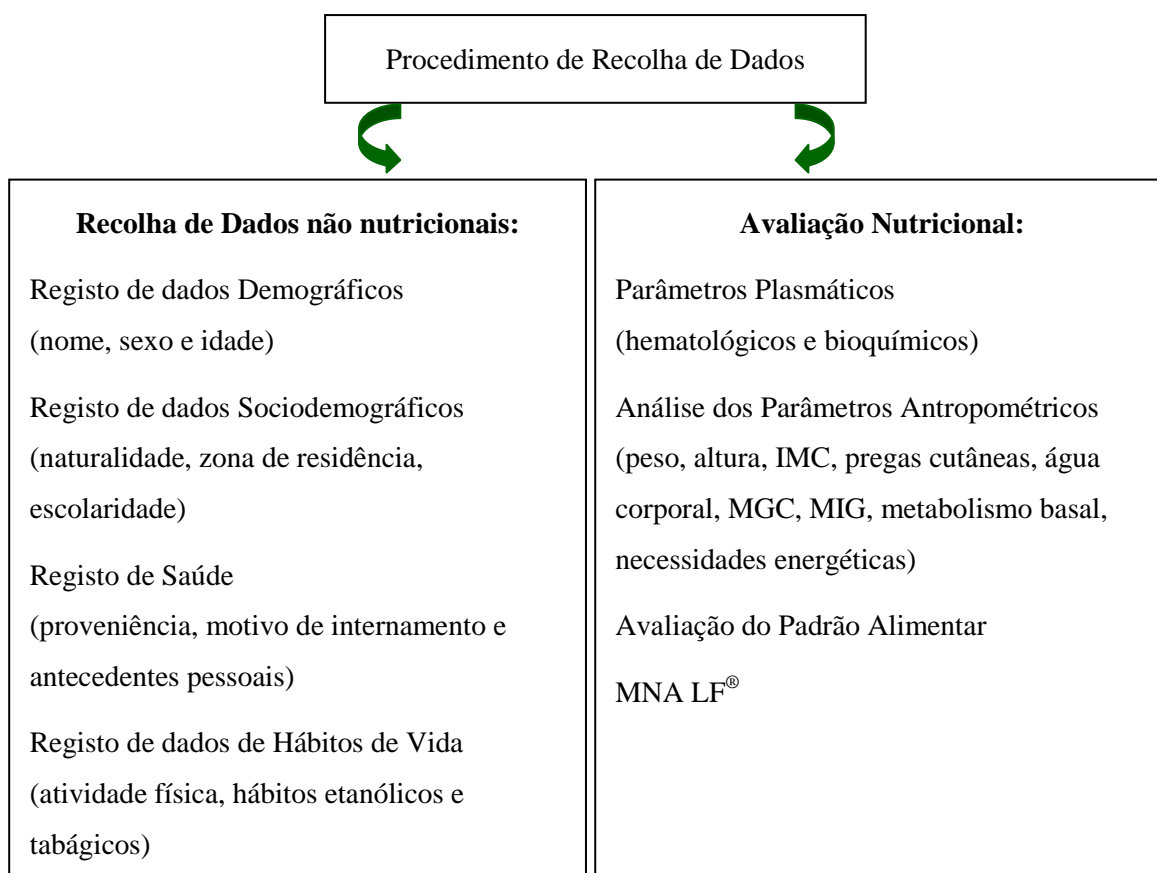 Procedimento de Recolha de Dados
Recolha de Dados não nutricionais:
Registo de dados Demográficos
(nome, sexo e idade)
Registo de dados Sociodemográficos
(naturalidade, zona de residência,
escolaridade)
Registo de Saúde
(proveniência, motivo de internamento e
antecedentes pessoais)
Registo de dados de Hábitos de Vida
(atividade física, hábitos etanólicos e
tabágicos)
Avaliação Nutricional:
Parâmetros Plasmáticos
(hematológicos e bioquímicos)
Análise dos Parâmetros Antropométricos
(peso, altura, IMC, pregas cutâneas, água
corporal, MGC, MIG, metabolismo basal,
necessidades energéticas)
Avaliação do Padrão Alimentar
MNA LF®